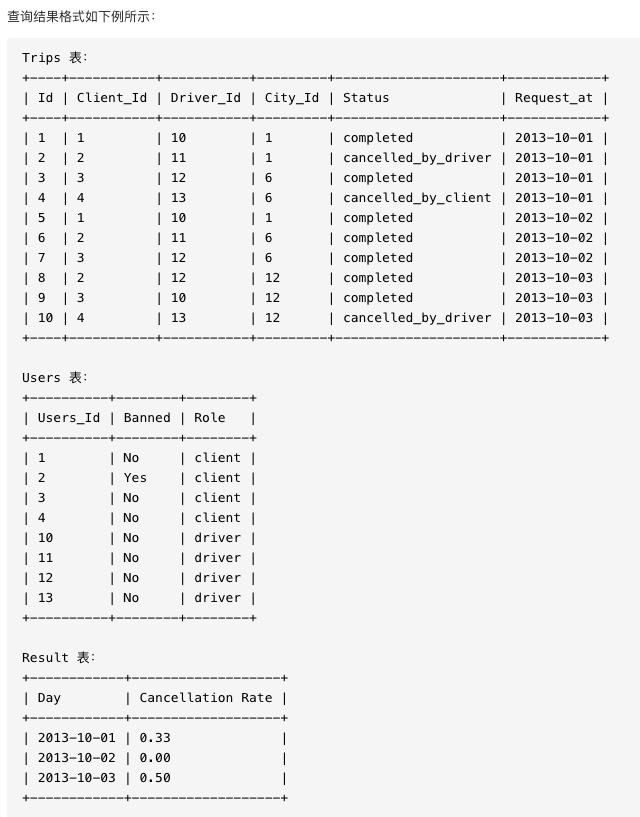 查询结果格式如下例所示：
Trips 表：
+----+-----------+-----------+---------+---------------------+------------+
| Id | Client_Id | Driver_Id | City_Id | Status              | Request_at |
+----+-----------+-----------+---------+---------------------+------------+
| 1  | 1         | 10        | 1       | completed           | 2013-10-01 |
| 2  | 2         | 11        | 1       | cancelled_by_driver | 2013-10-01 |
| 3  | 3         | 12        | 6       | completed           | 2013-10-01 |
| 4  | 4         | 13        | 6       | cancelled_by_client | 2013-10-01 |
| 5  | 1         | 10        | 1       | completed           | 2013-10-02 |
| 6  | 2         | 11        | 6       | completed           | 2013-10-02 |
| 7  | 3         | 12        | 6       | completed           | 2013-10-02 |
| 8  | 2         | 12        | 12      | completed           | 2013-10-03 |
| 9  | 3         | 10        | 12      | completed           | 2013-10-03 |
| 10 | 4         | 13        | 12      | cancelled_by_driver | 2013-10-03 |
+----+-----------+-----------+---------+---------------------+------------+
Users 表：
+----------+--------+--------+
| Users_Id | Banned | Role   |
+----------+--------+--------+
| 1        | No     | client |
| 2        | Yes    | client |
| 3        | No     | client |
| 4        | No     | client |
| 10       | No     | driver |
| 11       | No     | driver |
| 12       | No     | driver |
| 13       | No     | driver |
+----------+--------+--------+
Result 表：
+------------+-------------------+
| Day        | Cancellation Rate |
+------------+-------------------+
| 2013-10-01 | 0.33              |
| 2013-10-02 | 0.00              |
| 2013-10-03 | 0.50              |
+------------+-------------------+